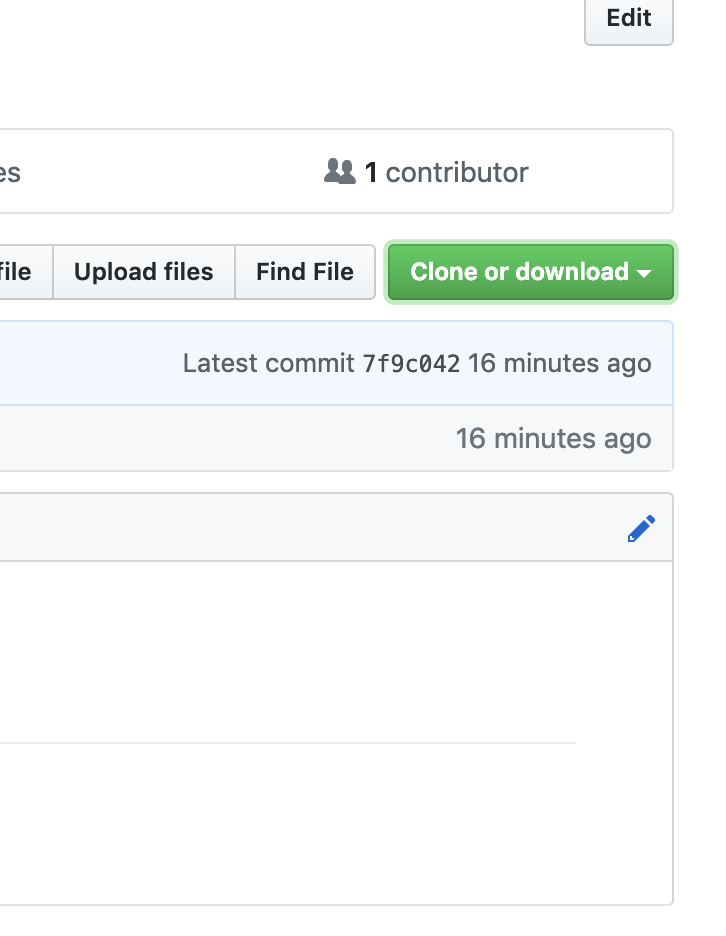 Edit
es
1 contributor
file Upload files Find File Clone or download
Latest commit 7f9c042 16 minutes ago
16 minutes ago